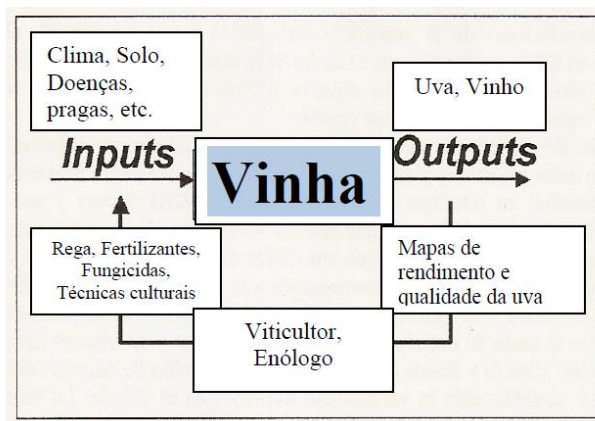 Clima, Solo,
Doenças,
pragas, etc.
Uva, Vinho
Inputs
Vinha
Outputs
Rega, Fertilizantes,
Fungicidas,
Técnicas culturais
Mapas de
rendimento e
qualidade da uva
Viticultor,
Enólogo